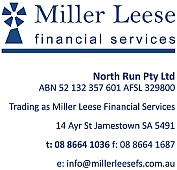 Miller Leese
financial services
North Run Pty Ltd
ABN 52 132 357 601 AFSL 329800
Trading as Miller Leese Financial Services
14 Ayr St Jamestown SA 5491
t: 08 8664 1036 f: 08 8664 1687
e: info@millerleesefs.com.au